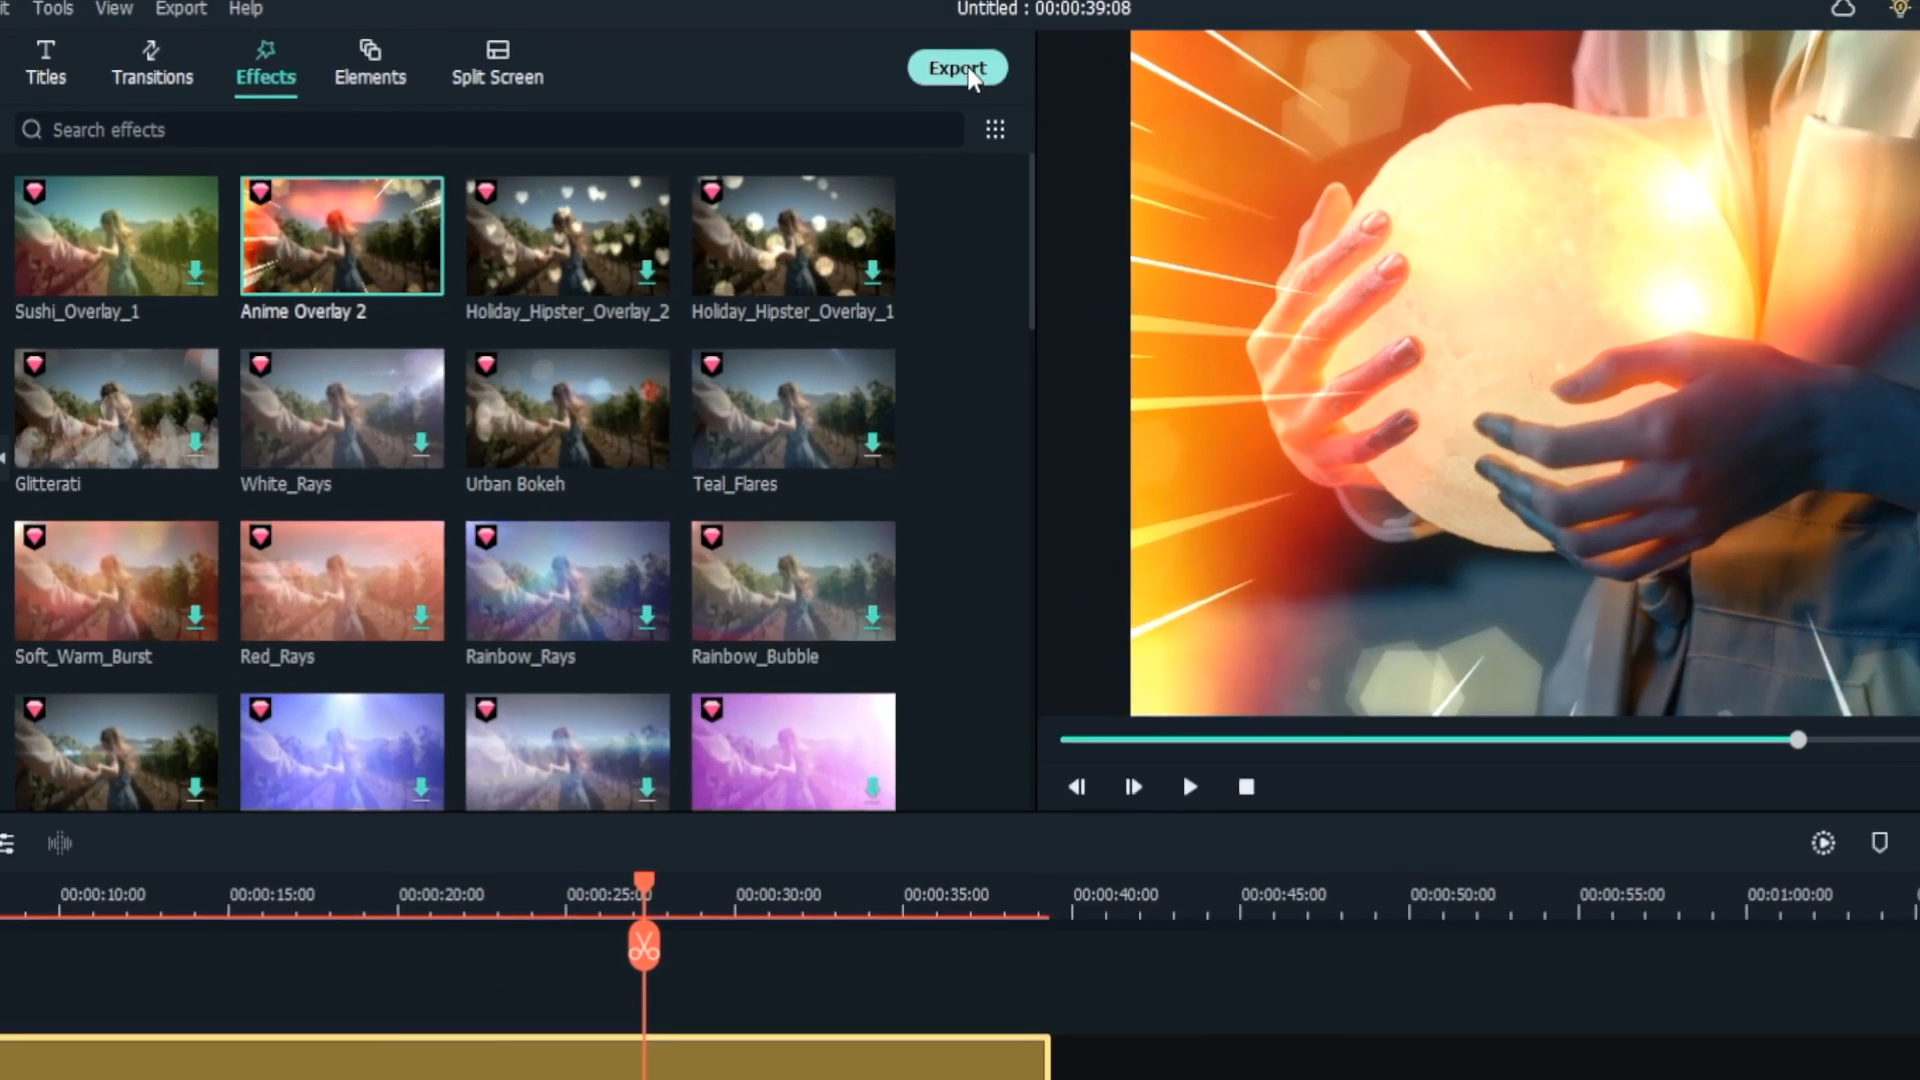 it Tools View Export Help
Untitled : 00:00:39:08
Titles Transitions Effects Elements Split Screen
Export
Search effects
Sushi_Overlay_1 Anime Overlay 2 Holiday_Hipster_Overlay_2 Holiday_Hipster_Overlay_1
Glitterati White_Rays Urban Bokeh Teal_Flares
Soft_Warm_Burst Red_Rays Rainbow_Rays Rainbow_Bubble
00:00:10:00 00:00:15:00 00:00:20:00 00:00:25:00 00:00:30:00 00:00:35:00 00:00:40:00 00:00:45:00 00:00:50:00 00:00:55:00 00:01:00:00